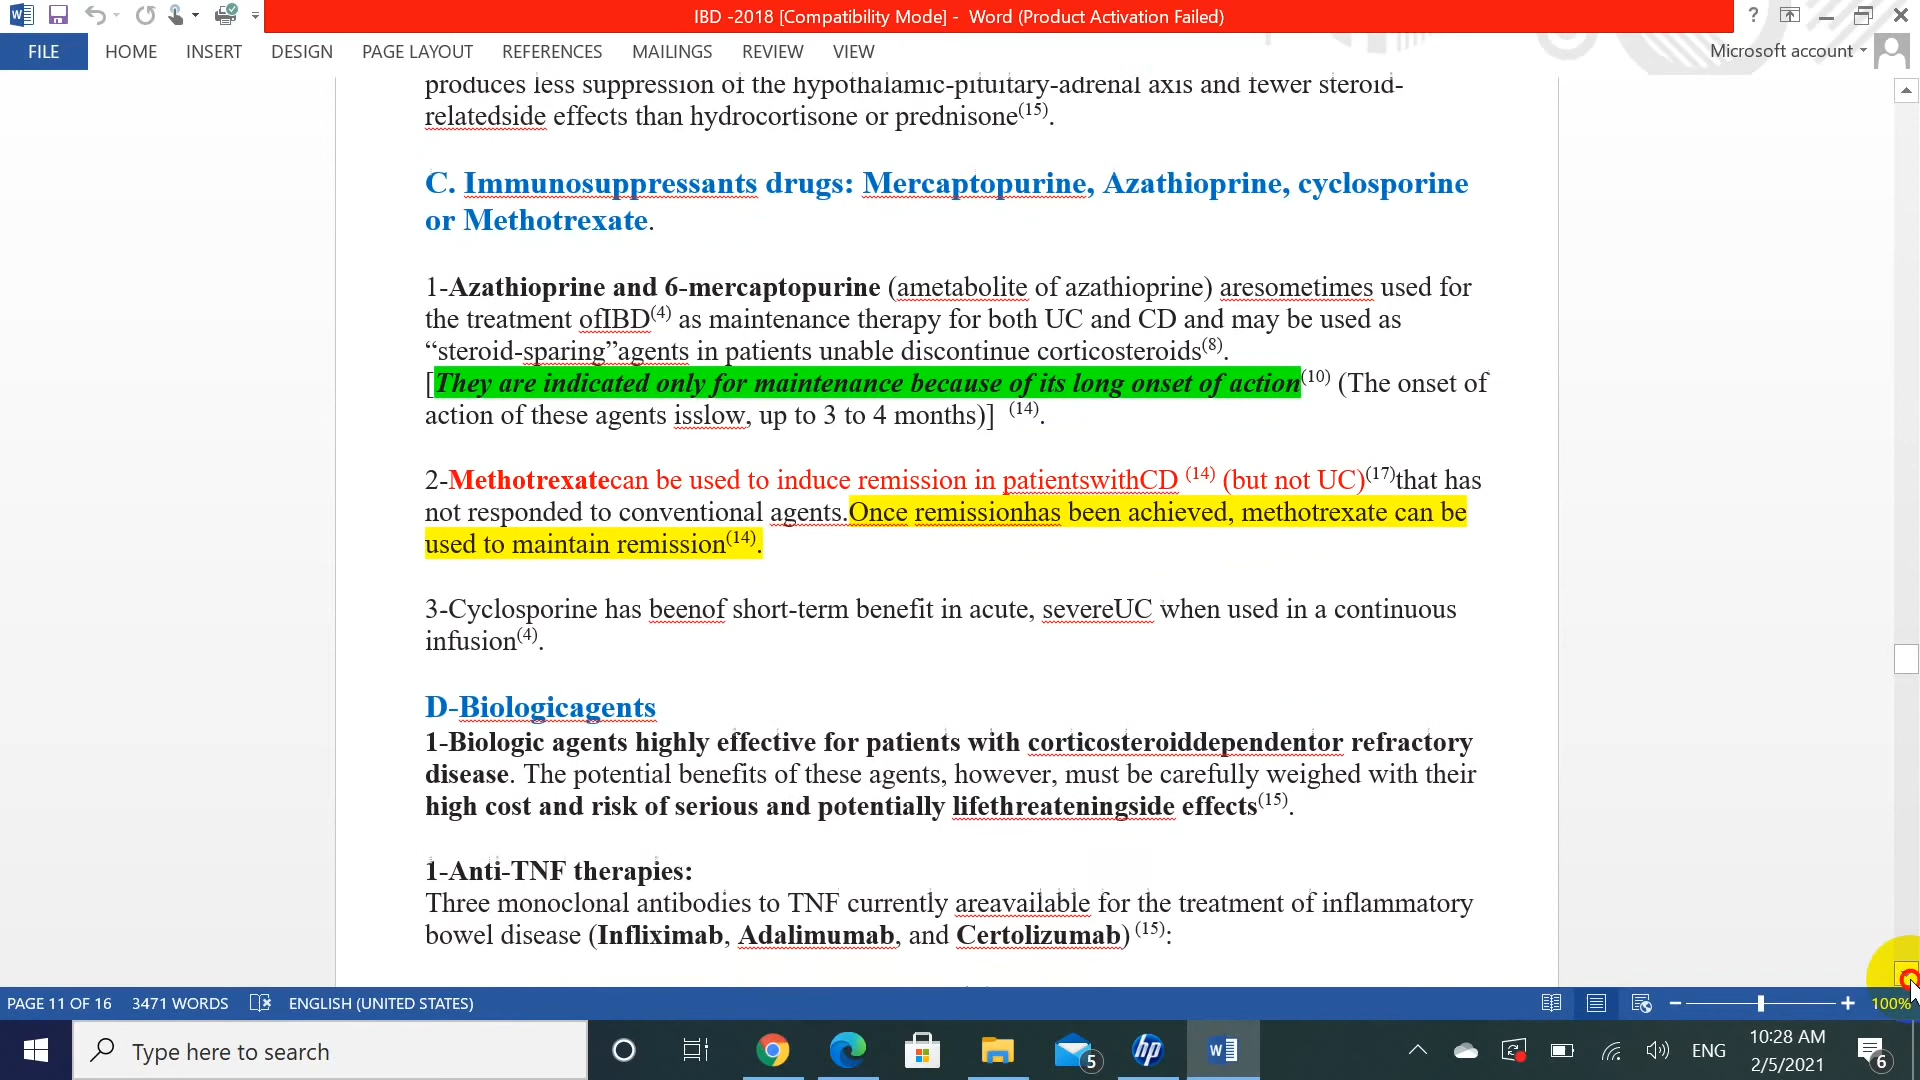 IBD -2018 [Compatibility Mode] - Word (Product Activation Failed)
?
FILE HOME INSERT DESIGN PAGE LAYOUT REFERENCES MAILINGS REVIEW VIEW
Microsoft account
produces less suppression of the hypothalamic-pituitary-adrenal axis and fewer steroid-
relatedside effects than hydrocortisone or prednisone(15).
C. Immunosuppressants drugs: Mercaptopurine, Azathioprine, cyclosporine
or Methotrexate.
1-Azathioprine and 6-mercaptopurine (ametabolite of azathioprine) aresometimes used for
the treatment ofIBD(4) as maintenance therapy for both UC and CD and may be used as
“steroid-sparing”agents in patients unable discontinue corticosteroids(8).
[They are indicated only for maintenance because of its long onset of action(10) (The onset of
action of these agents isslow, up to 3 to 4 months)] (14).
2-Methotrexatecan be used to induce remission in patientswithCD (14) (but not UC)(17)that has
not responded to conventional agents.Once remissionhas been achieved, methotrexate can be
used to maintain remission(14).
3-Cyclosporine has beenof short-term benefit in acute, severeUC when used in a continuous
infusion(4).
D-Biologicagents
1-Biologic agents highly effective for patients with corticosteroiddependentor refractory
disease. The potential benefits of these agents, however, must be carefully weighed with their
high cost and risk of serious and potentially lifethreateningside effects(15).
1-Anti-TNF therapies:
Three monoclonal antibodies to TNF currently areavailable for the treatment of inflammatory
bowel disease (Infliximab, Adalimumab, and Certolizumab) (15):
PAGE 11 OF 16 3471 WORDS ENGLISH (UNITED STATES)
100%
Type here to search
5
ENG
10:28 AM
2/5/2021
6